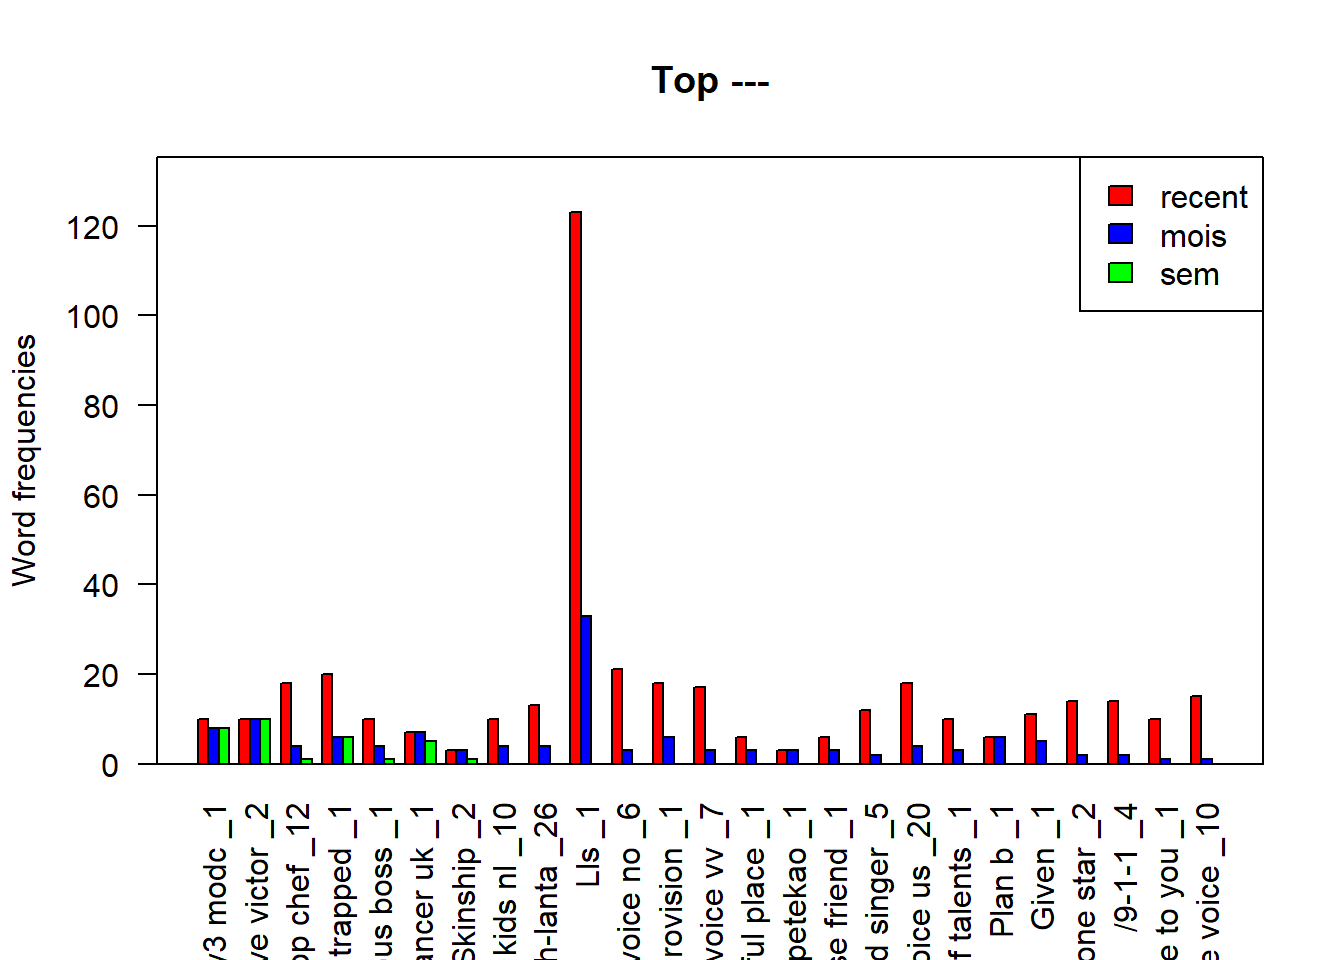 Top ---
recent
mois
sem
Word frequencies
120
100
80
60
40
20
0
y3 modc _1
ve victor _2
op chef _12
trapped _1
ous boss _1
ancer uk _1
Skinship _2
kids nl _10
h-lanta _26
Lls _1
voice no _6
rovision _1
voice vv _7
ful place _1
petekao _1
se friend _1
d singer _5
oice us _20
f talents _1
Plan b _1
Given _1
one star _2
/9-1-1 _4
e to you _1
e voice _10